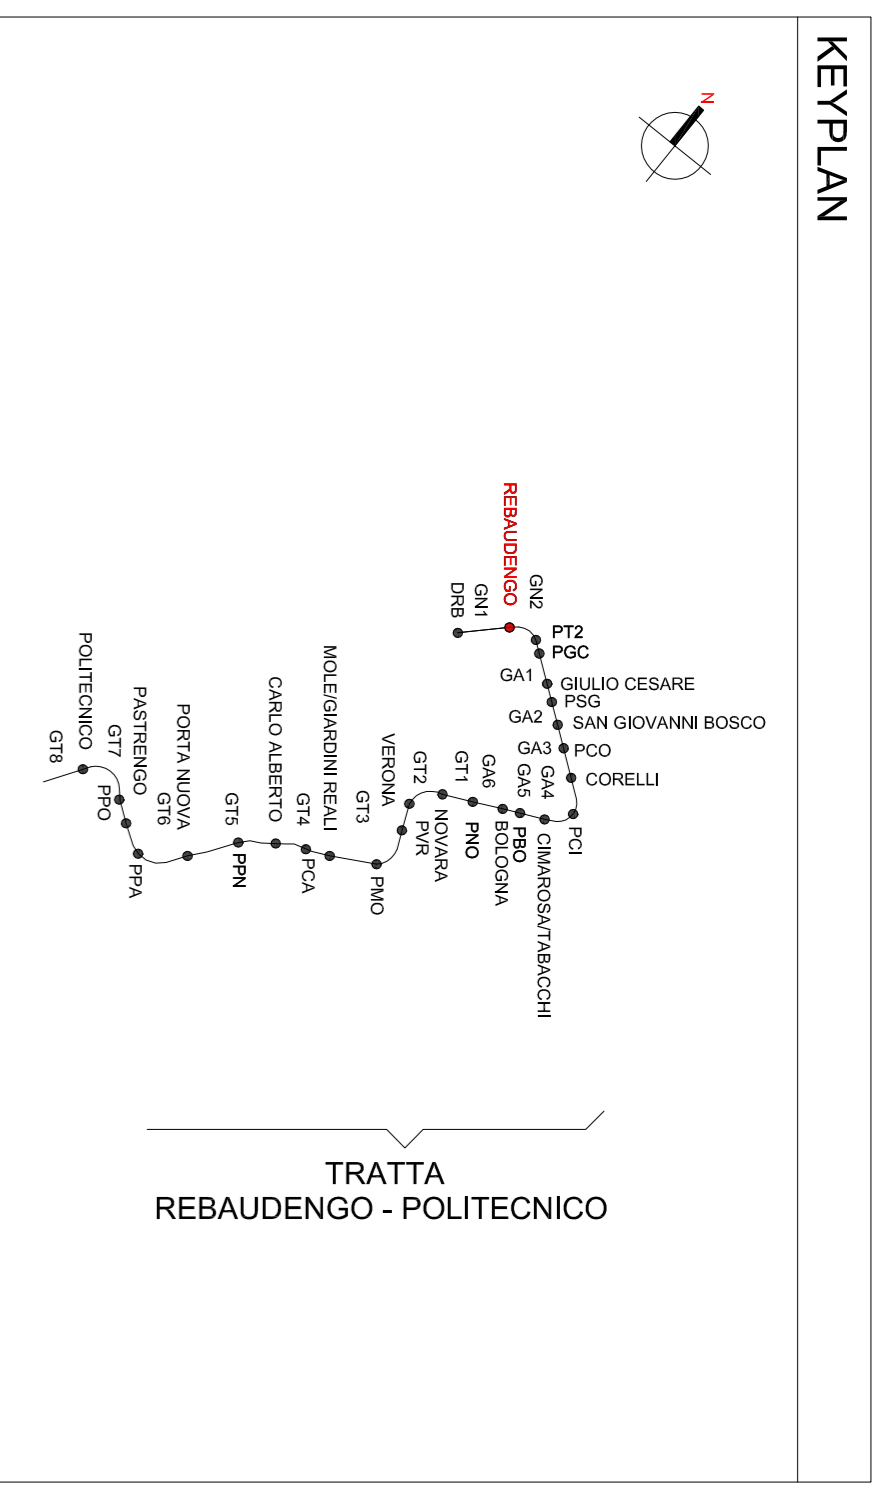 KEYPLAN
N
REBAUDENGO
GN2
GN1
DRB
PT2
PGC
GA1
GIULIO CESARE
PSG
GA2
SAN GIOVANNI BOSCO
GA3
PCO
CORELLI
GA4
PCI
CIMAROSA/TABACCHI
GA5
PBO
GA6
BOLOGNA
GT1
PNO
NOVARA
GT2
PVR
VERONA
GT3
PMO
MOLE/GIARDINI REALI
GT4
PCA
CARLO ALBERTO
GT5
PPN
PORTA NUOVA
GT6
PPA
PASTRENGO
GT7
PPO
POLITECNICO
GT8
TRATTA
REBAUDENGO - POLITECNICO